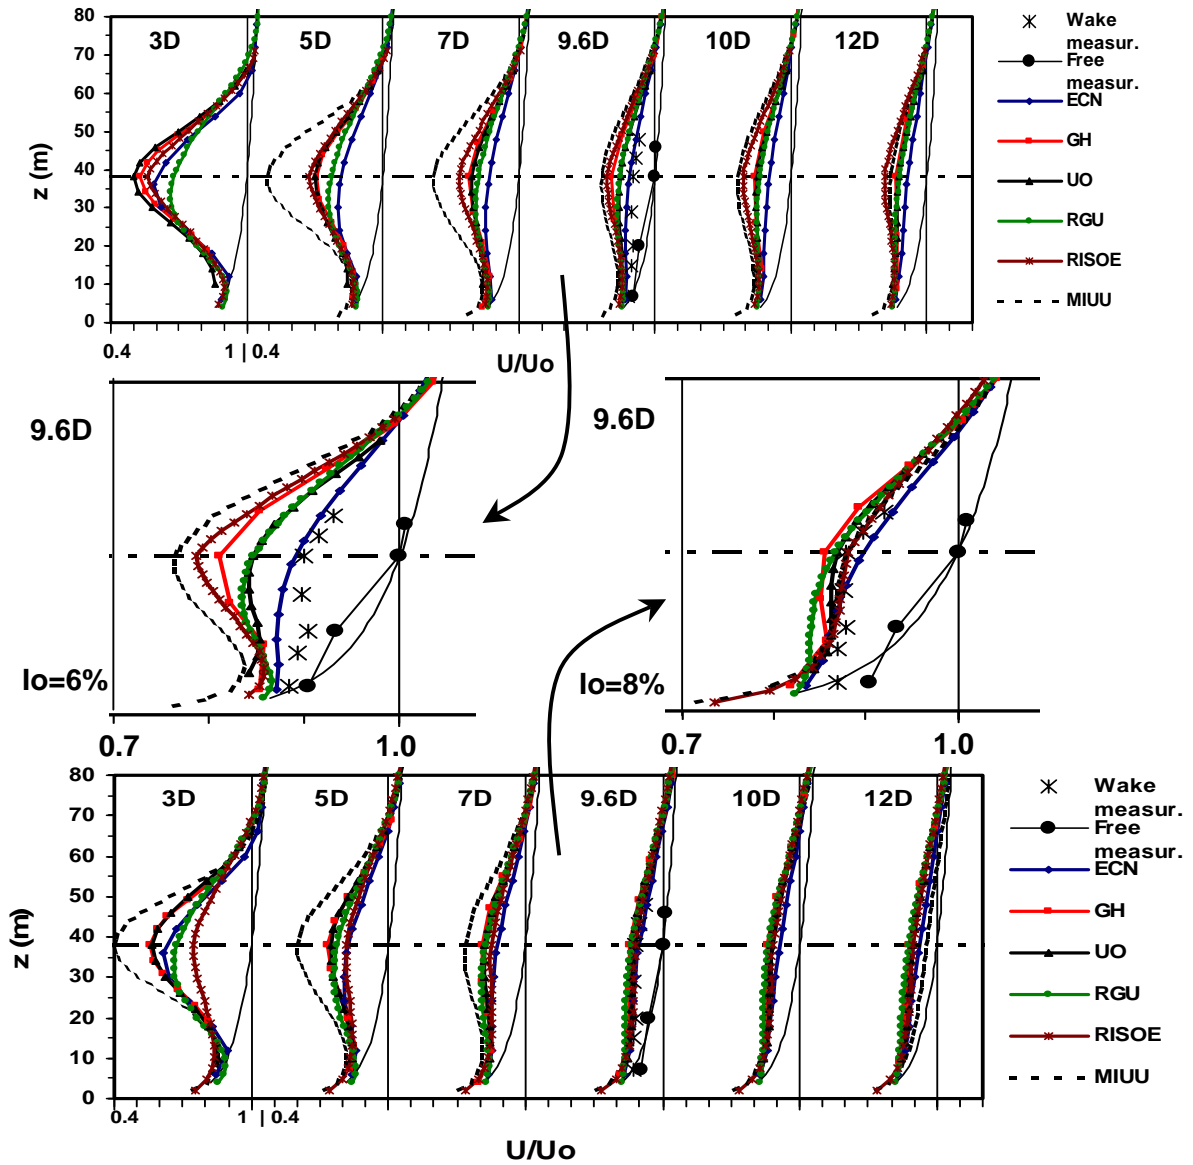 80
70
60
50
40
30
20
10
0
z (m)
3D
5D
7D
9.6D
10D
12D
0.4
1 | 0.4
U/Uo
Wake
measur.
Free
measur.
ECN
GH
UO
RGU
RISOE
MIUU
9.6D
Io=6%
0.7
1.0
9.6D
Io=8%
0.7
1.0
80
70
60
50
40
30
20
10
0
z (m)
3D
5D
7D
9.6D
10D
12D
0.4
1 | 0.4
U/Uo
Wake
measur.
Free
measur.
ECN
GH
UO
RGU
RISOE
MIUU